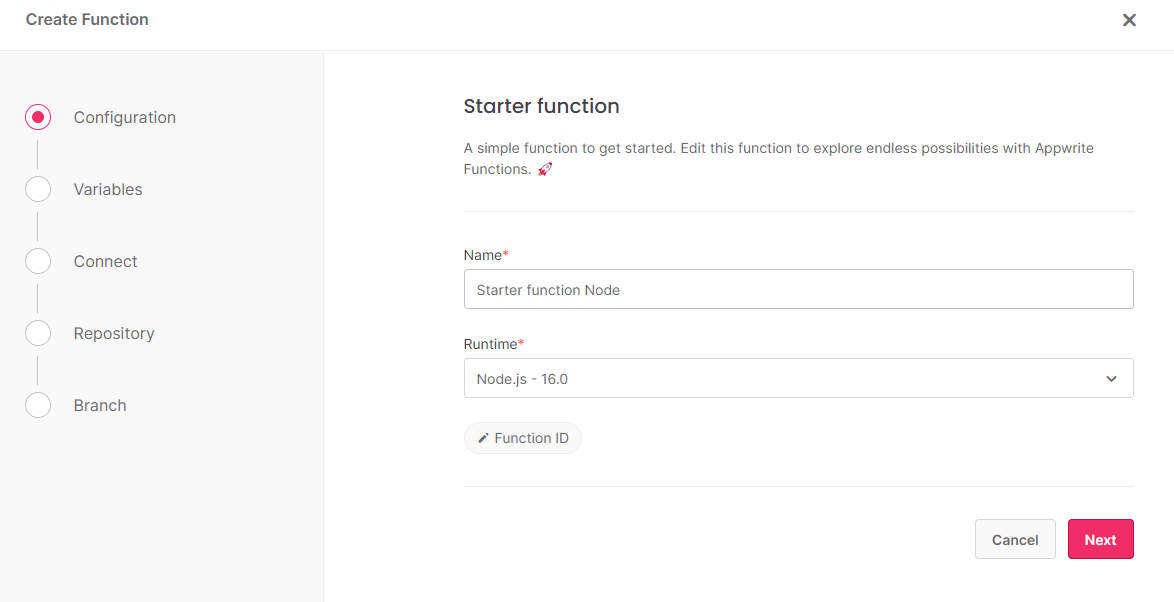 Create Function
Configuration
Variables
Connect
Repository
Branch
Starter function
A simple function to get started. Edit this function to explore endless possibilities with Appwrite
Functions. 🚀
Name*
Starter function Node
Runtime*
Node.js - 16.0
Function ID
Cancel
Next